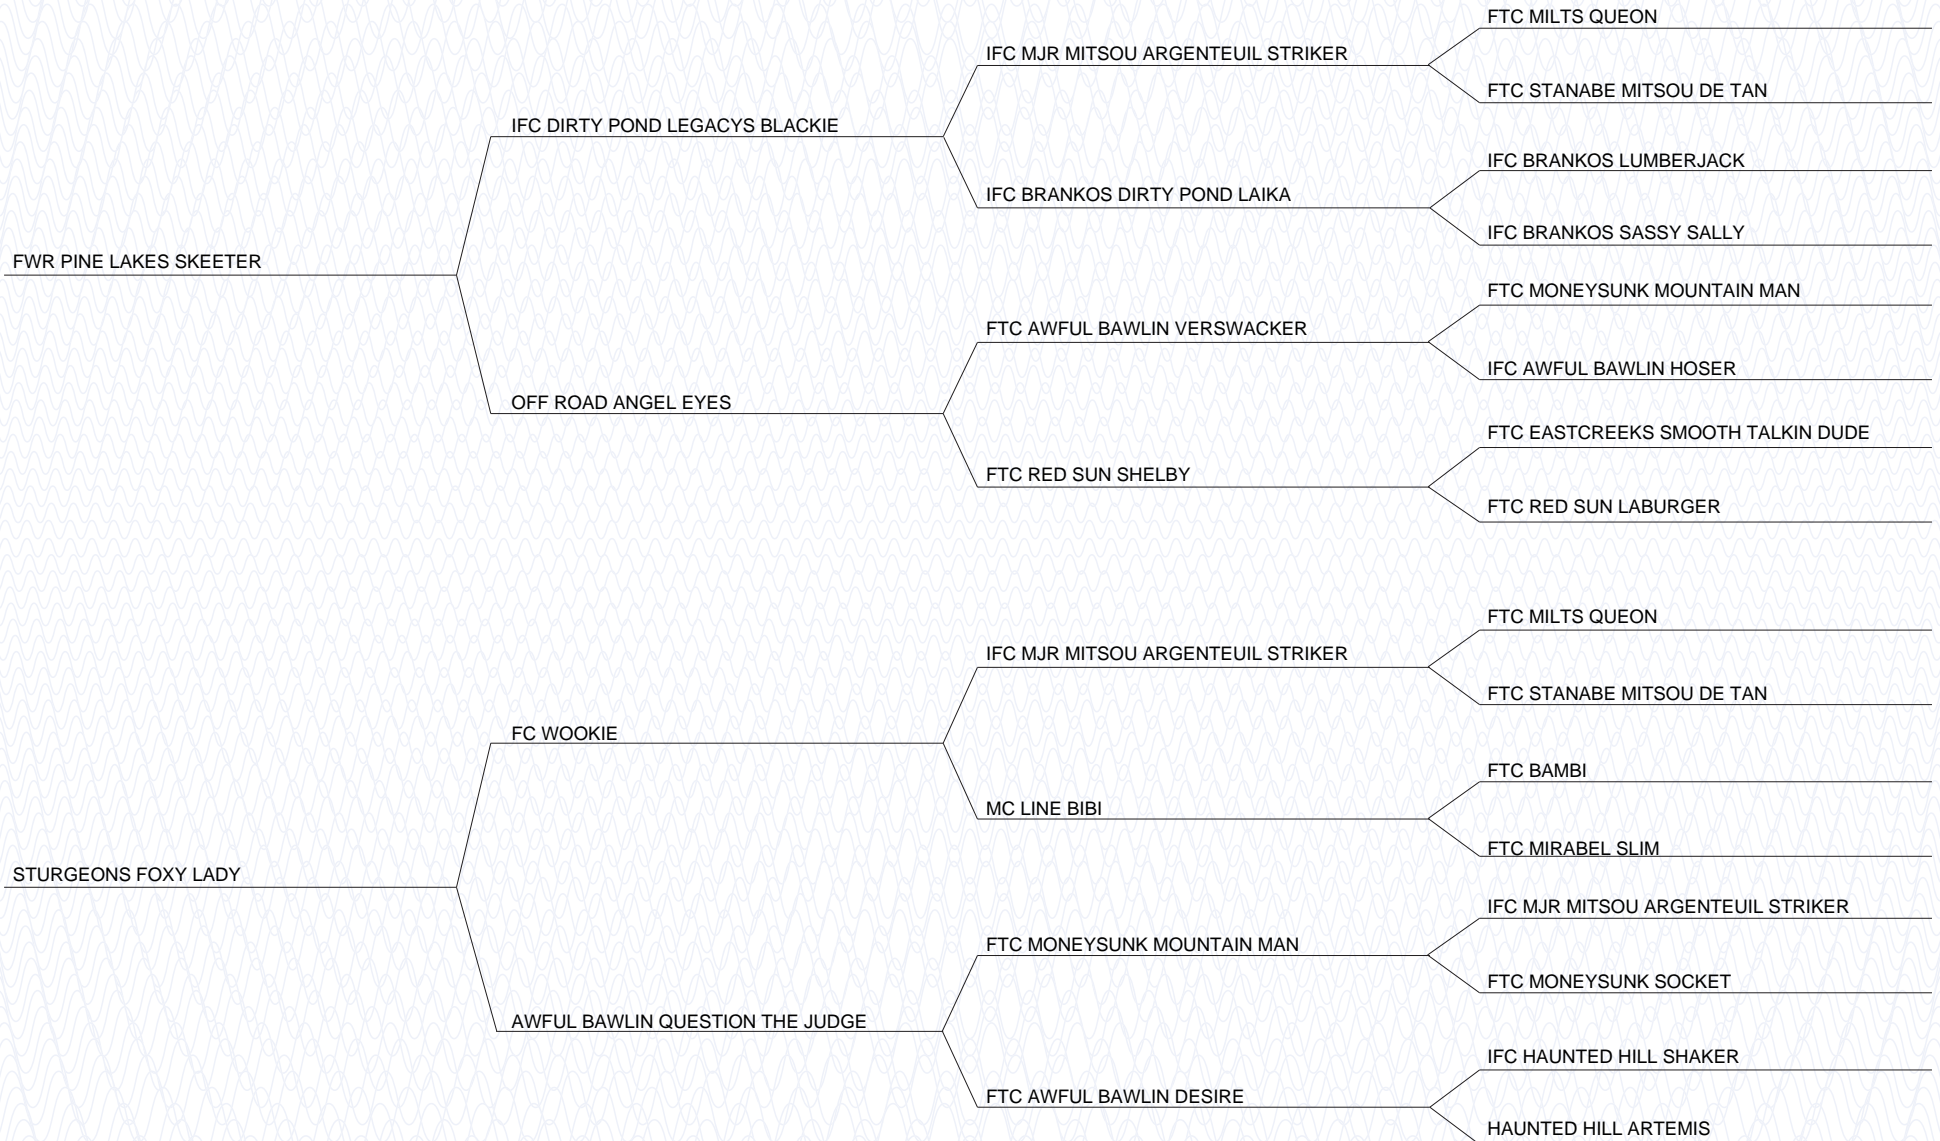 FWR PINE LAKES SKEETER
IFC DIRTY POND LEGACYS BLACKIE
IFC MJR MITSOU ARGENTEUIL STRIKER
FTC MILTS QUEON
FTC STANABE MITSOU DE TAN
IFC BRANKOS DIRTY POND LAIKA
IFC BRANKOS LUMBERJACK
IFC BRANKOS SASSY SALLY
OFF ROAD ANGEL EYES
FTC AWFUL BAWLIN VERSWACKER
FTC MONEYSUNK MOUNTAIN MAN
IFC AWFUL BAWLIN HOSER
FTC RED SUN SHELBY
FTC EASTCREEKS SMOOTH TALKIN DUDE
FTC RED SUN LABURGER
STURGEONS FOXY LADY
FC WOOKIE
IFC MJR MITSOU ARGENTEUIL STRIKER
FTC MILTS QUEON
FTC STANABE MITSOU DE TAN
MC LINE BIBI
FTC BAMBI
FTC MIRABEL SLIM
AWFUL BAWLIN QUESTION THE JUDGE
FTC MONEYSUNK MOUNTAIN MAN
IFC MJR MITSOU ARGENTEUIL STRIKER
FTC MONEYSUNK SOCKET
FTC AWFUL BAWLIN DESIRE
IFC HAUNTED HILL SHAKER
HAUNTED HILL ARTEMIS